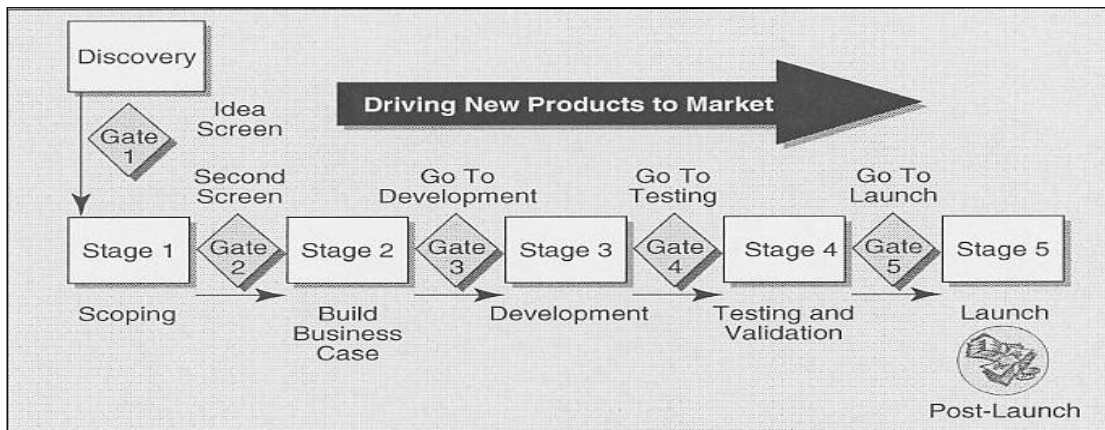 Discovery
Driving New Products to Market
Idea
Screen
Gate
1
Second
Screen
Go To
Development
Go To
Testing
Go To
Launch
Stage 1
Gate
2
Stage 2
Gate
3
Stage 3
Gate
4
Stage 4
Gate
5
Stage 5
Scoping
Build
Business
Case
Development
Testing and
Validation
Launch
Post-Launch